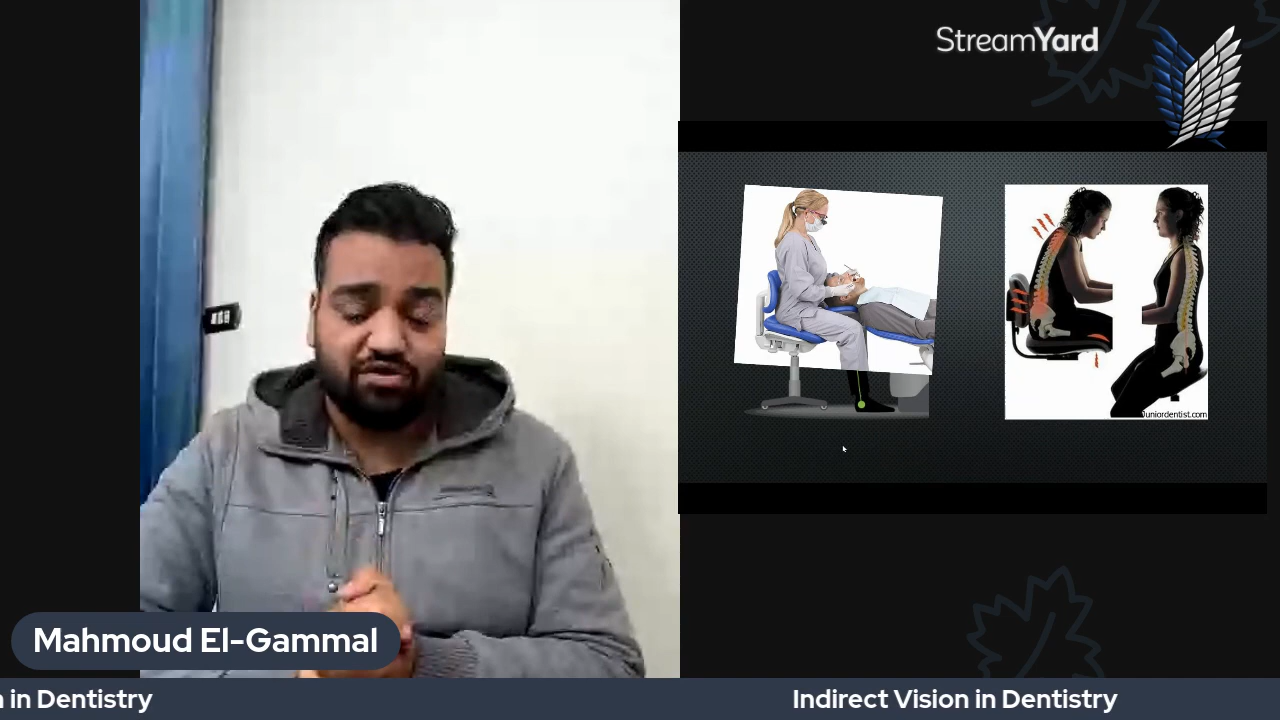 StreamYard
Juniordentist.com
Mahmoud El-Gammal
in Dentistry
Indirect Vision in Dentistry